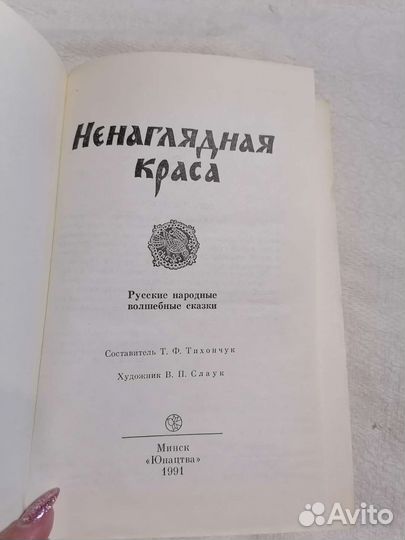 Ненаглядная
краса
Русские народные
волшебные сказки
Составитель Т. Ф. Тихончук
Художник В. П. Слаук
Минск
«Юнацтва»
1991
Avito